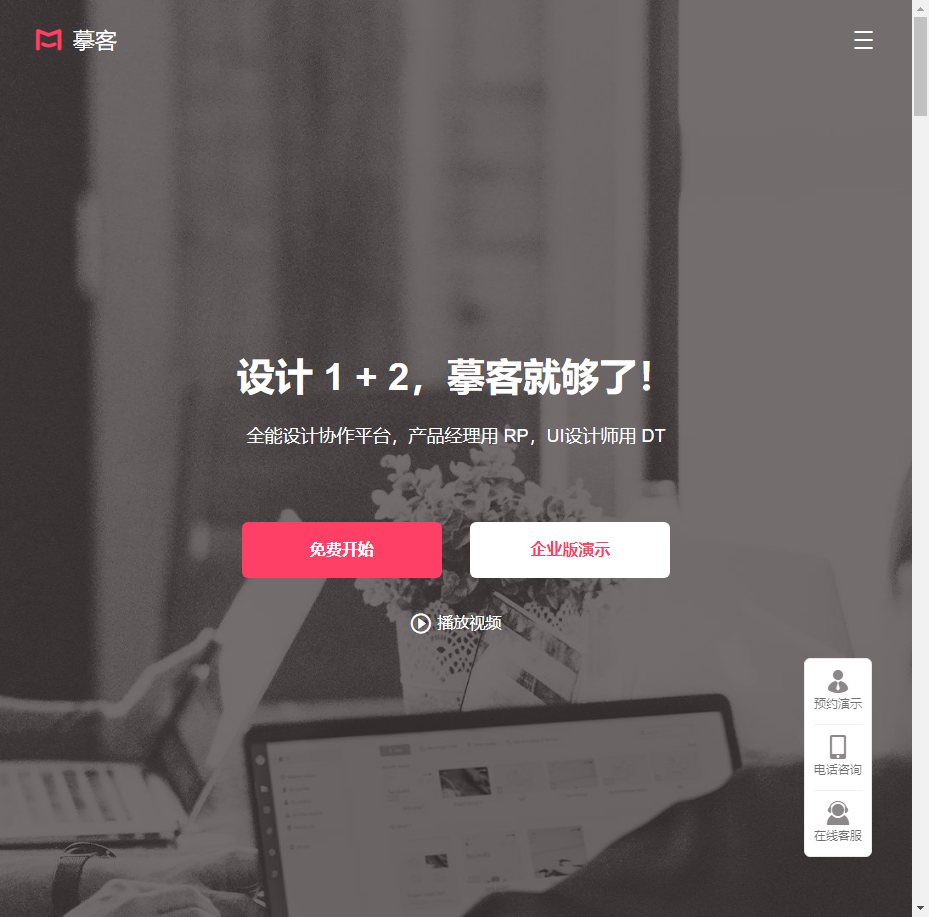 摹客
设计 1 + 2，摹客就够了！
全能设计协作平台，产品经理用 RP，UI设计师用 DT
免费开始
企业版演示
播放视频
预约演示
电话咨询
在线客服